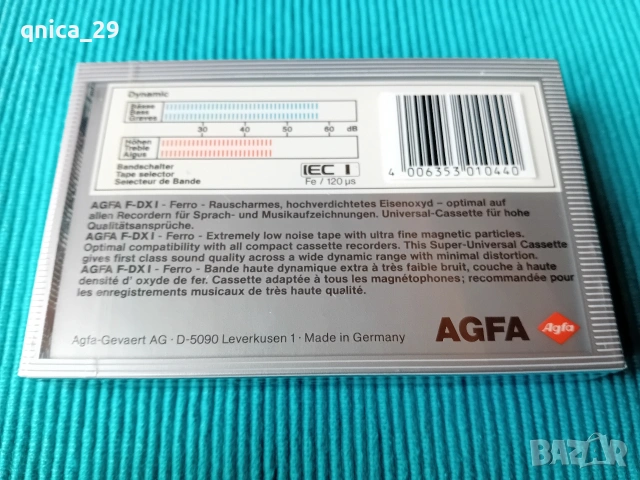 qnica_29
Dynamic
Bässe
Bass
Graves
30 40 50 60 dB
Höhen
Treble
Aigus
Bandschalter
Tape selector
Selecteur de Bande
IEC I
Fe / 120 µs
4 006353 010440
AGFA F-DX I - Ferro - Rauscharmes, hochverdichtetes Eisenoxyd – optimal auf
allen Recordern für Sprach- und Musikaufzeichnungen. Universal-Cassette für hohe
Qualitätsansprüche.
AGFA F-DX I - Ferro - Extremely low noise tape with ultra fine magnetic particles.
Optimal compatibility with all compact cassette recorders. This Super-Universal Cassette
gives first class sound quality across a wide dynamic range with minimal distortion.
AGFA F-DX I - Ferro - Bande haute dynamique extra à très faible bruit, couche à haute
densité d' oxyde de fer. Cassette adaptée à tous les magnétophones; recommandée pour
les enregistrements musicaux de très haute qualité.
Agfa-Gevaert AG · D-5090 Leverkusen 1 · Made in Germany
AGFA
Agfa
BAZAR